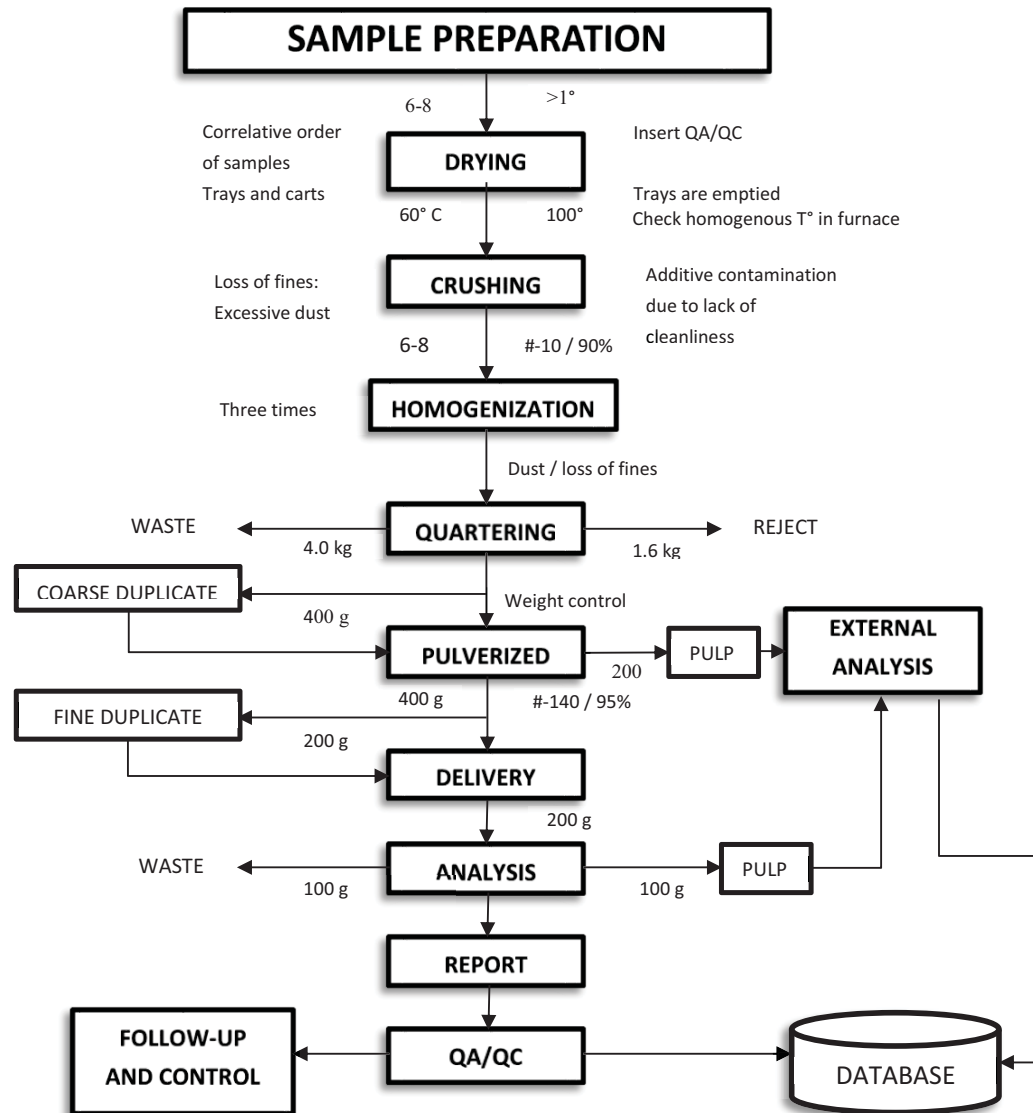 SAMPLE PREPARATION
6-8
>1°
Correlative order
of samples
Trays and carts
DRYING
Insert QA/QC
60° C
100°
Trays are emptied
Check homogenous T° in furnace
Loss of fines:
Excessive dust
CRUSHING
Additive contamination
due to lack of
cleanliness
6-8
#-10 / 90%
Three times
HOMOGENIZATION
Dust / loss of fines
WASTE
4.0 kg
QUARTERING
1.6 kg
REJECT
COARSE DUPLICATE
400 g
Weight control
PULVERIZED
200
PULP
EXTERNAL
ANALYSIS
400 g
#-140 / 95%
FINE DUPLICATE
200 g
DELIVERY
200 g
WASTE
100 g
ANALYSIS
100 g
PULP
REPORT
FOLLOW-UP
AND CONTROL
QA/QC
DATABASE